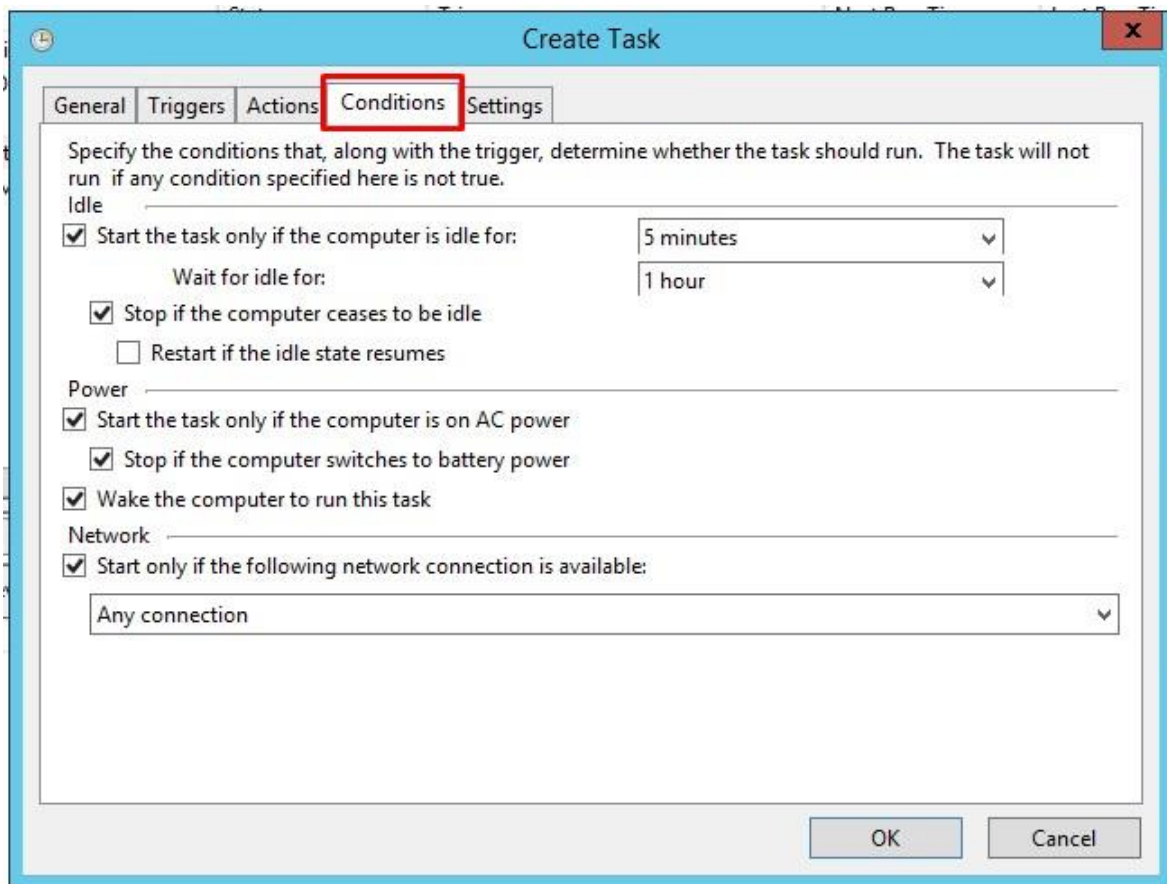 Create Task
General Triggers Actions Conditions Settings
Specify the conditions that, along with the trigger, determine whether the task should run. The task will not
run if any condition specified here is not true.
Idle
Start the task only if the computer is idle for: 5 minutes
Wait for idle for: 1 hour
Stop if the computer ceases to be idle
Restart if the idle state resumes
Power
Start the task only if the computer is on AC power
Stop if the computer switches to battery power
Wake the computer to run this task
Network
Start only if the following network connection is available:
Any connection
OK Cancel